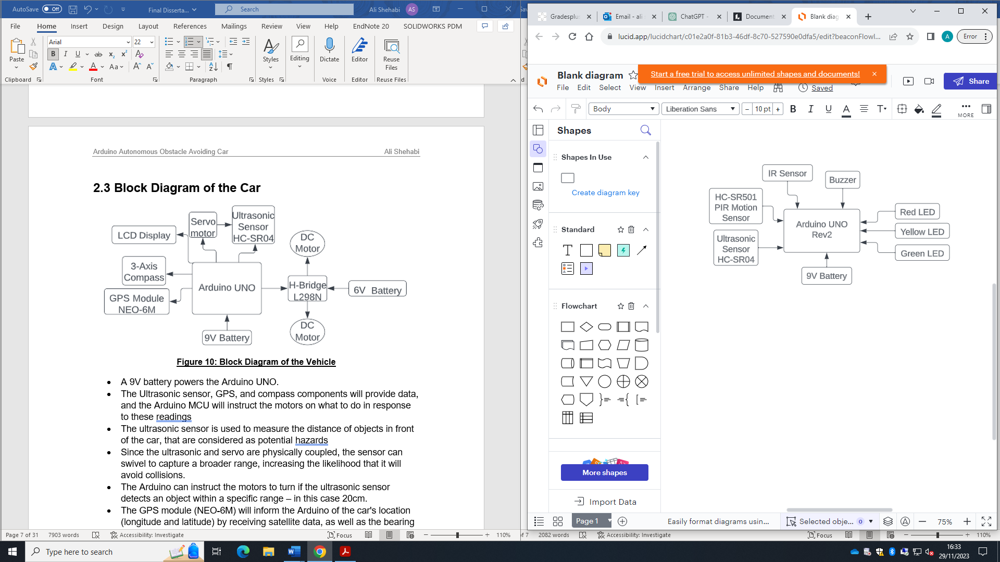 AutoSave Off Final Disserta... Search Ali Shehabi AS
File Home Insert Design Layout References Mailings Review View Help EndNote 20 SOLIDWORKS PDM
Arial 22
Paste Styles Editing Dictate Editor Reuse Files
Clipboard Font Paragraph Styles Voice Editor Reuse Files
Arduino Autonomous Obstacle Avoiding Car Ali Shehabi
2.3 Block Diagram of the Car
LCD Display
Servo
motor
Ultrasonic
Sensor
HC-SR04
DC
Motor
3-Axis
Compass
GPS Module
NEO-6M
Arduino UNO
H-Bridge
L298N
6V Battery
DC
Motor
9V Battery
Figure 10: Block Diagram of the Vehicle
• A 9V battery powers the Arduino UNO.
• The Ultrasonic sensor, GPS, and compass components will provide data,
and the Arduino MCU will instruct the motors on what to do in response
to these readings
• The ultrasonic sensor is used to measure the distance of objects in front
of the car, that are considered as potential hazards
• Since the ultrasonic and servo are physically coupled, the sensor can
swivel to capture a broader range, increasing the likelihood that it will
avoid collisions.
• The Arduino can instruct the motors to turn if the ultrasonic sensor
detects an object within a specific range – in this case 20cm.
• The GPS module (NEO-6M) will inform the Arduino of the car's location
(longitude and latitude) by receiving satellite data, as well as the bearing
Page 7 of 31 7903 words Accessibility: Investigate Focus 110%
Gradesplu Email - ali ChatGPT - Document Blank diag
lucid.app/lucidchart/c01e2a0f-81b3-46df-8c70-527590e0dfa5/edit?beaconFlowI... A Error
Blank diagram
Start a free trial to access unlimited shapes and documents!
File Edit Select View Insert Arrange Share Help Saved
Share
Body Liberation Sans 10 pt B I U A T MORE
Shapes
Shapes In Use
Create diagram key
Standard
T
Flowchart
More shapes
Import Data
IR Sensor
Buzzer
HC-SR501
PIR Motion
Sensor
Ultrasonic
Sensor
HC-SR04
Arduino UNO
Rev2
Red LED
Yellow LED
Green LED
9V Battery
Page 1 Easily format diagrams usin... Selected obje... 0 75%
of 7 2082 words Accessibility: Investigate Focus 110%
Type here to search
16:33
29/11/2023